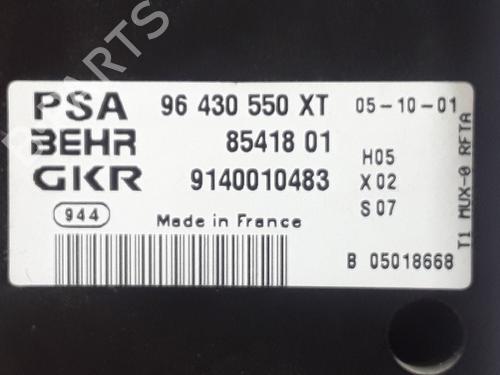 PSA 96 430 550 XT 05-10-01
BEHR 85418 01
GKR 9140010483
H05
X 02
S 07
944
Made in France
B 05018668
T1 MUX-0 RFTA